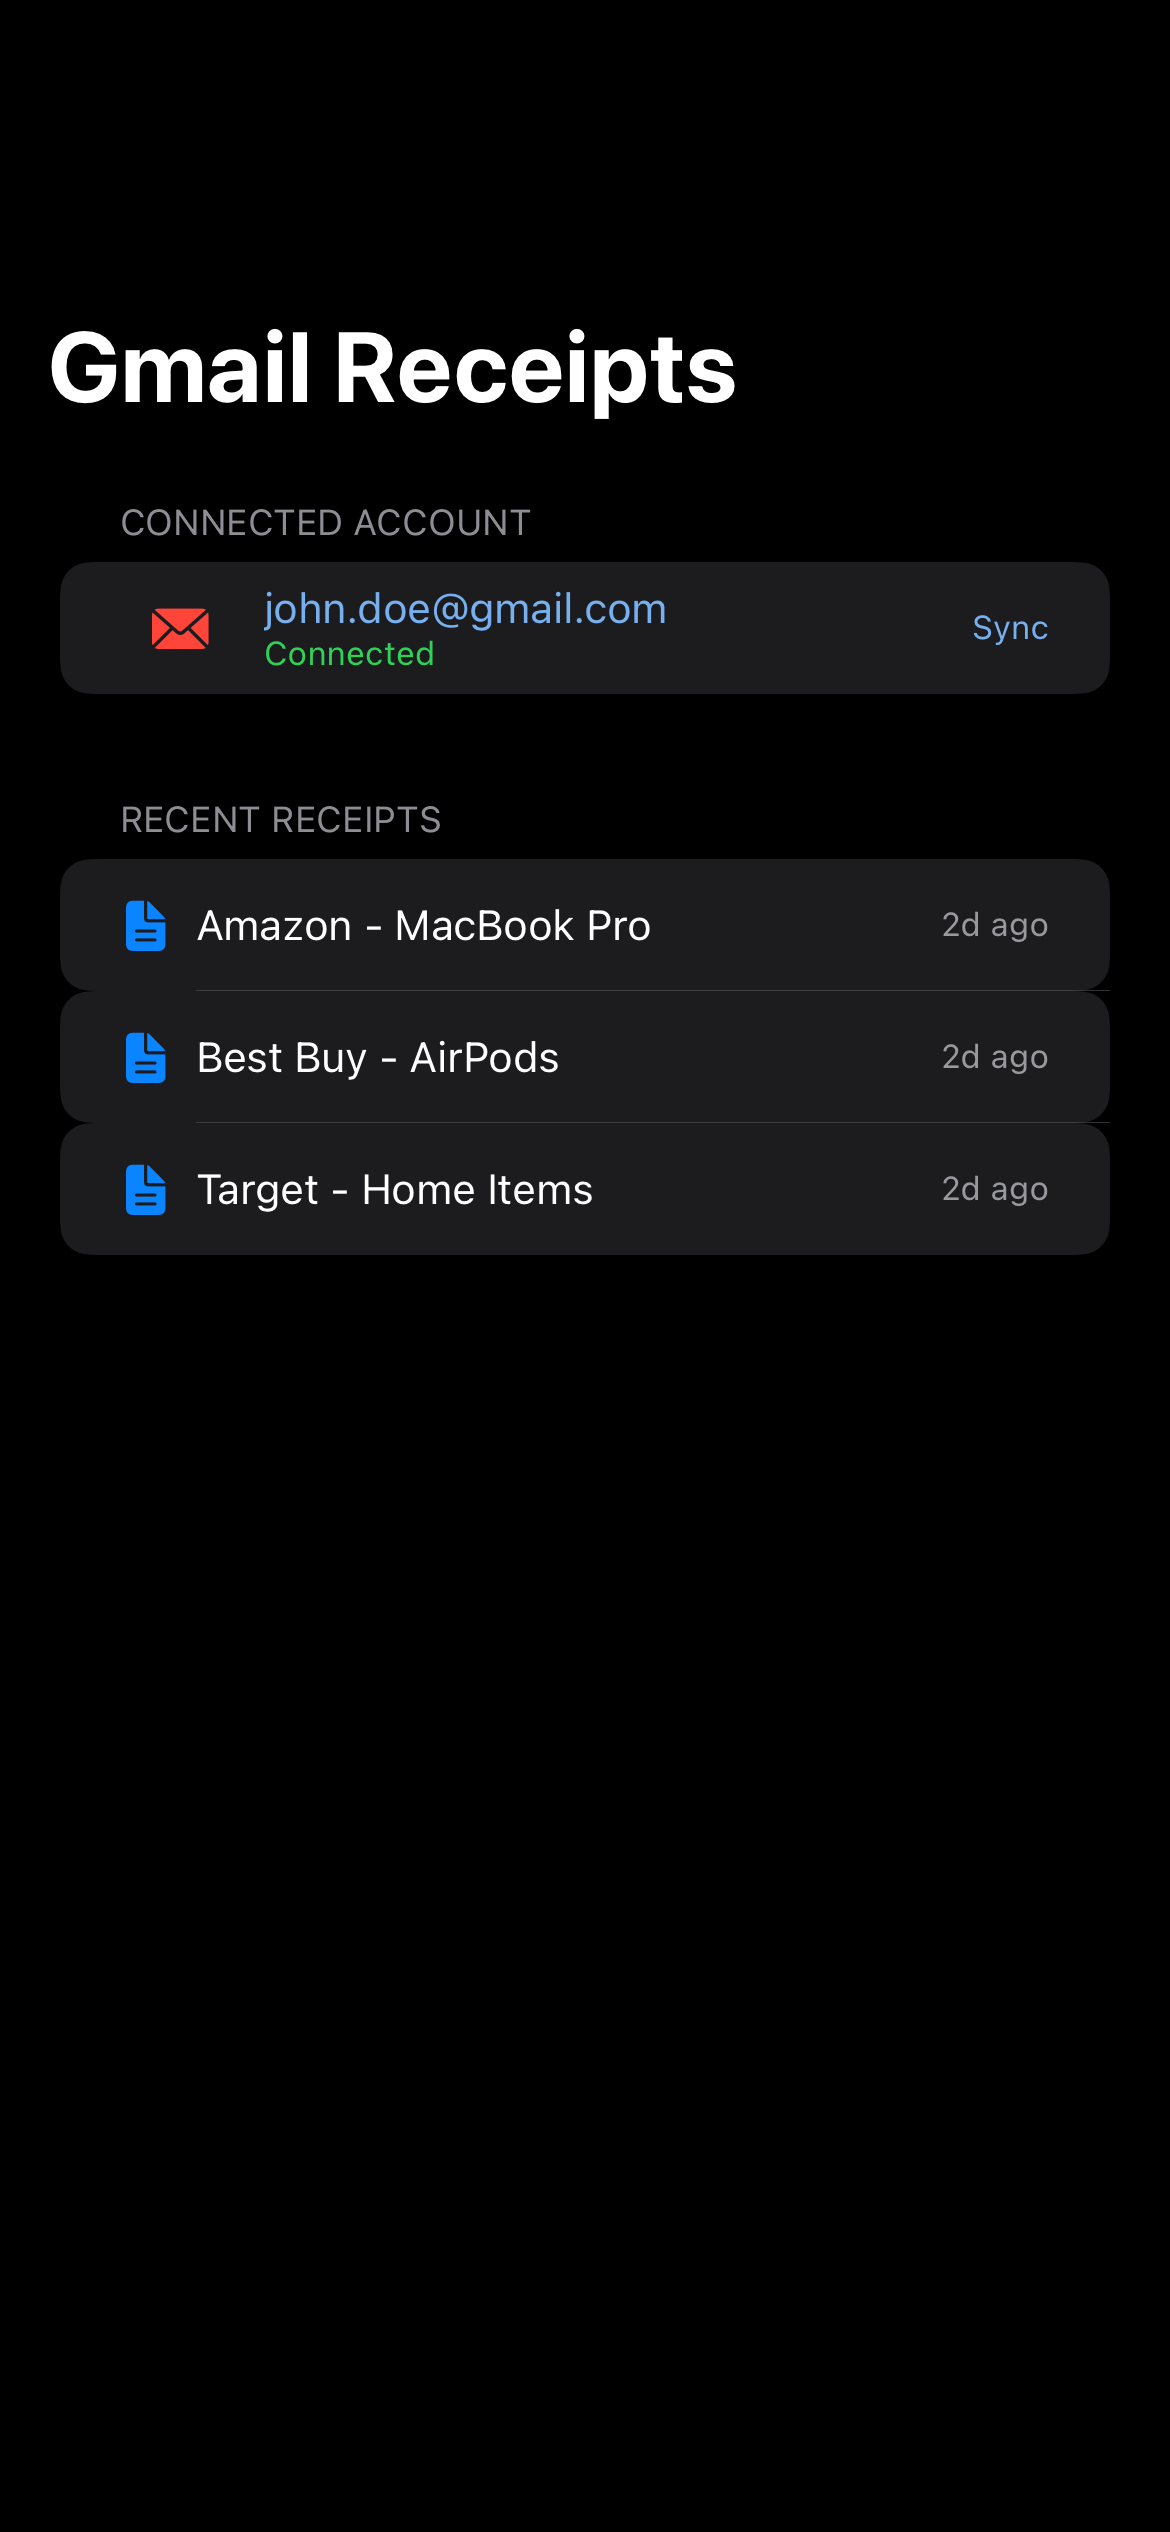 Gmail Receipts
CONNECTED ACCOUNT
john.doe@gmail.com
Connected
Sync
RECENT RECEIPTS
Amazon - MacBook Pro 2d ago
Best Buy - AirPods 2d ago
Target - Home Items 2d ago